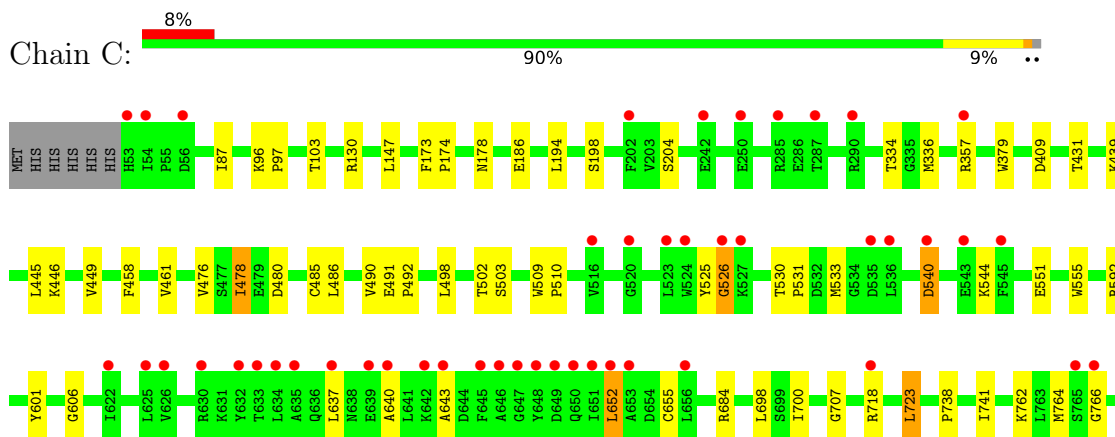 8%
Chain C:
90% 9% ••
MET HIS HIS HIS HIS HIS H53 I54 P55 D56 I87 K96 P97 T103 R130 L147 F173 P174 N178 E186 L194 S198 F202 V203 S204 E242 E250 R285 E286 T287 R290 T334 G335 M336 R357 W379 D409 T431 K439
L445 K446 V449 F458 V461 V476 S477 I478 E479 D480 C485 L486 V490 E491 P492 L498 T502 S503 W509 P510 V516 G520 L523 W524 Y525 G526 K527 T530 P531 D532 M533 G534 D535 L536 D540 E543 K544 F545 E551 W555
Y601 G606 I622 L625 V626 R630 K631 Y632 T633 L634 A635 Q636 L637 N638 E639 A640 L641 K642 A643 D644 F645 A646 G647 Y648 D649 Q650 I651 L652 A653 D654 C655 L656 R684 L698 S699 I700 G707 R718 L723 P738 I741 K762 L763 M764 S765 G766